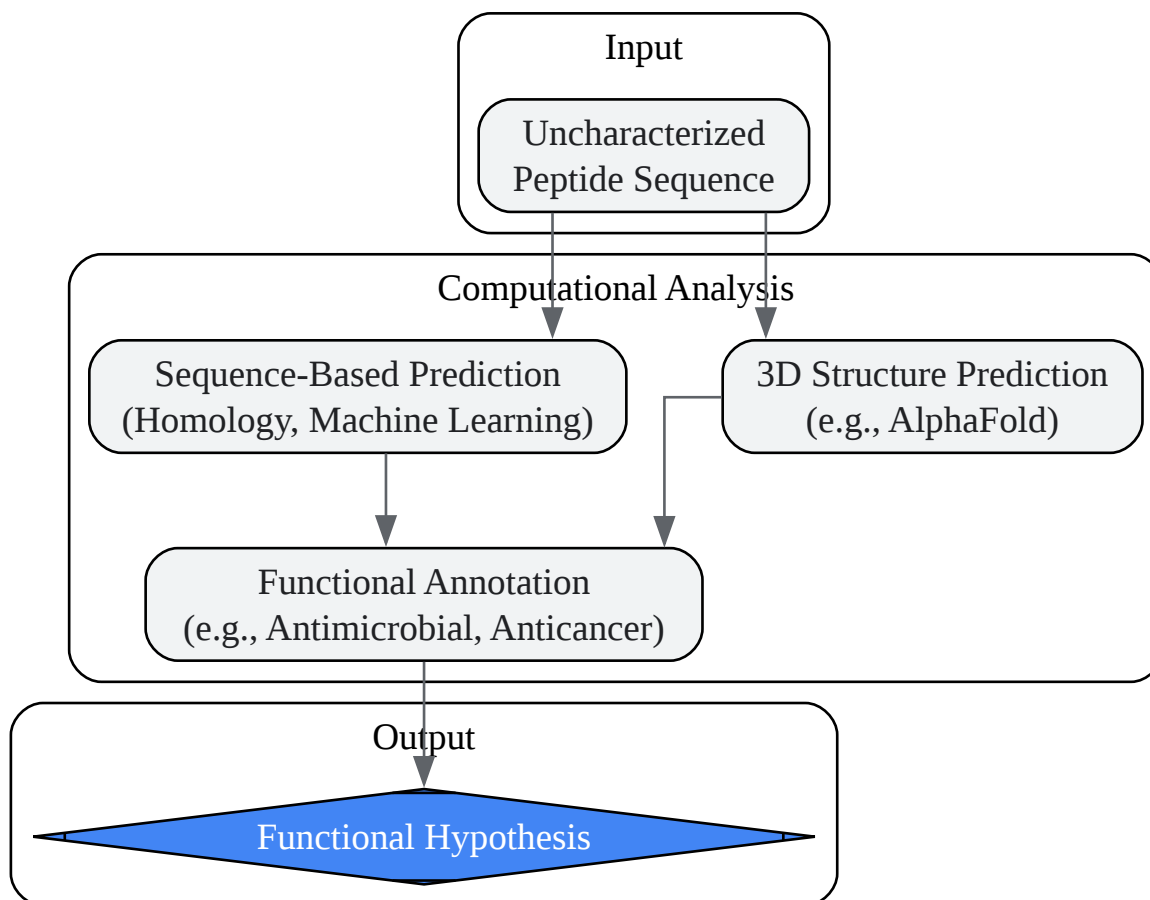 Input
Uncharacterized
Peptide Sequence
Computational Analysis
Sequence-Based Prediction
(Homology, Machine Learning)
3D Structure Prediction
(e.g., AlphaFold)
Functional Annotation
(e.g., Antimicrobial, Anticancer)
Output
Functional Hypothesis